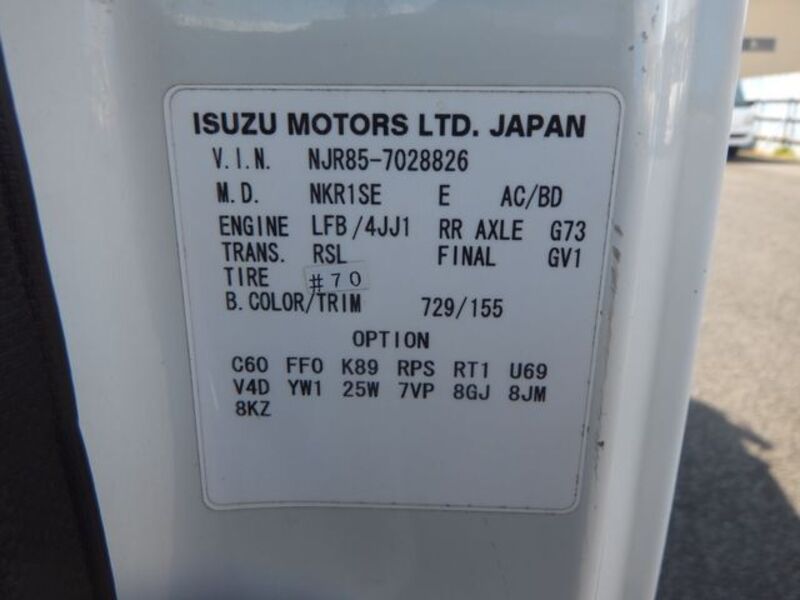 ISUZU MOTORS LTD. JAPAN
V.I.N. NJR85-7028826
M.D. NKR1SE E AC/BD
ENGINE LFB/4JJ1 RR AXLE G73
TRANS. RSL FINAL GV1
TIRE #70
B.COLOR/TRIM 729/155
OPTION
C60 FF0 K89 RPS RT1 U69
V4D YW1 25W 7VP 8GJ 8JM
8KZ